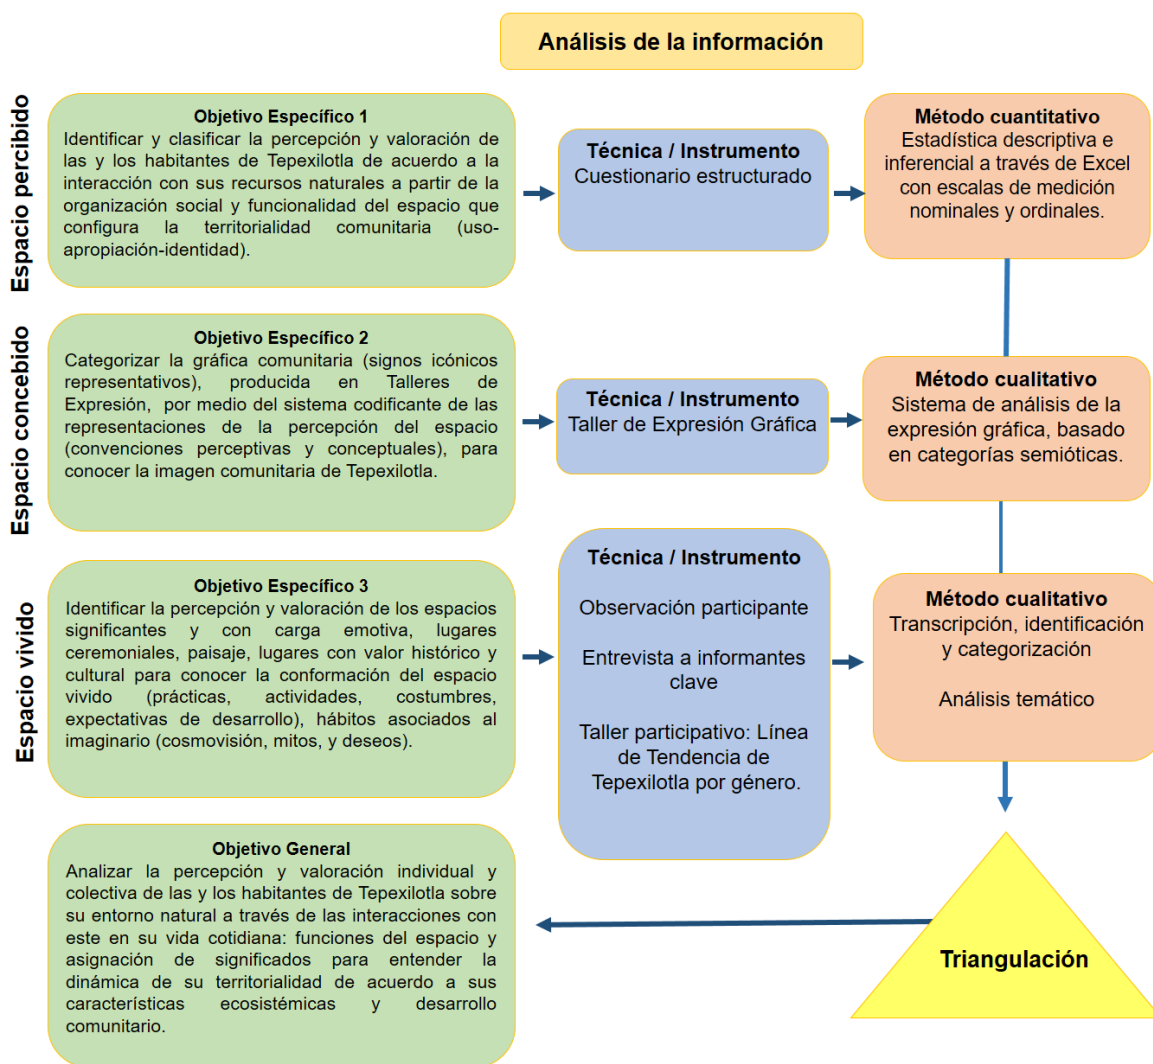 Análisis de la información
Espacio percibido
Objetivo Específico 1
Identificar y clasificar la percepción y valoración de
las y los habitantes de Tepexilotla de acuerdo a la
interacción con sus recursos naturales a partir de la
organización social y funcionalidad del espacio que
configura la territorialidad comunitaria (uso-
apropiación-identidad).
Técnica / Instrumento
Cuestionario estructurado
Método cuantitativo
Estadística descriptiva e
inferencial a través de Excel
con escalas de medición
nominales y ordinales.
Espacio concebido
Objetivo Específico 2
Categorizar la gráfica comunitaria (signos icónicos
representativos), producida en Talleres de
Expresión, por medio del sistema codificante de las
representaciones de la percepción del espacio
(convenciones perceptivas y conceptuales), para
conocer la imagen comunitaria de Tepexilotla.
Técnica / Instrumento
Taller de Expresión Gráfica
Método cualitativo
Sistema de análisis de la
expresión gráfica, basado
en categorías semióticas.
Espacio vivido
Objetivo Específico 3
Identificar la percepción y valoración de los espacios
significantes y con carga emotiva, lugares
ceremoniales, paisaje, lugares con valor histórico y
cultural para conocer la conformación del espacio
vivido (prácticas, actividades, costumbres,
expectativas de desarrollo), hábitos asociados al
imaginario (cosmovisión, mitos, y deseos).
Técnica / Instrumento
Observación participante
Entrevista a informantes
clave
Taller participativo: Línea
de Tendencia de
Tepexilotla por género.
Método cualitativo
Transcripción, identificación
y categorización
Análisis temático
Objetivo General
Analizar la percepción y valoración individual y
colectiva de las y los habitantes de Tepexilotla sobre
su entorno natural a través de las interacciones con
este en su vida cotidiana: funciones del espacio y
asignación de significados para entender la
dinámica de su territorialidad de acuerdo a sus
características ecosistémicas y desarrollo
comunitario.
Triangulación